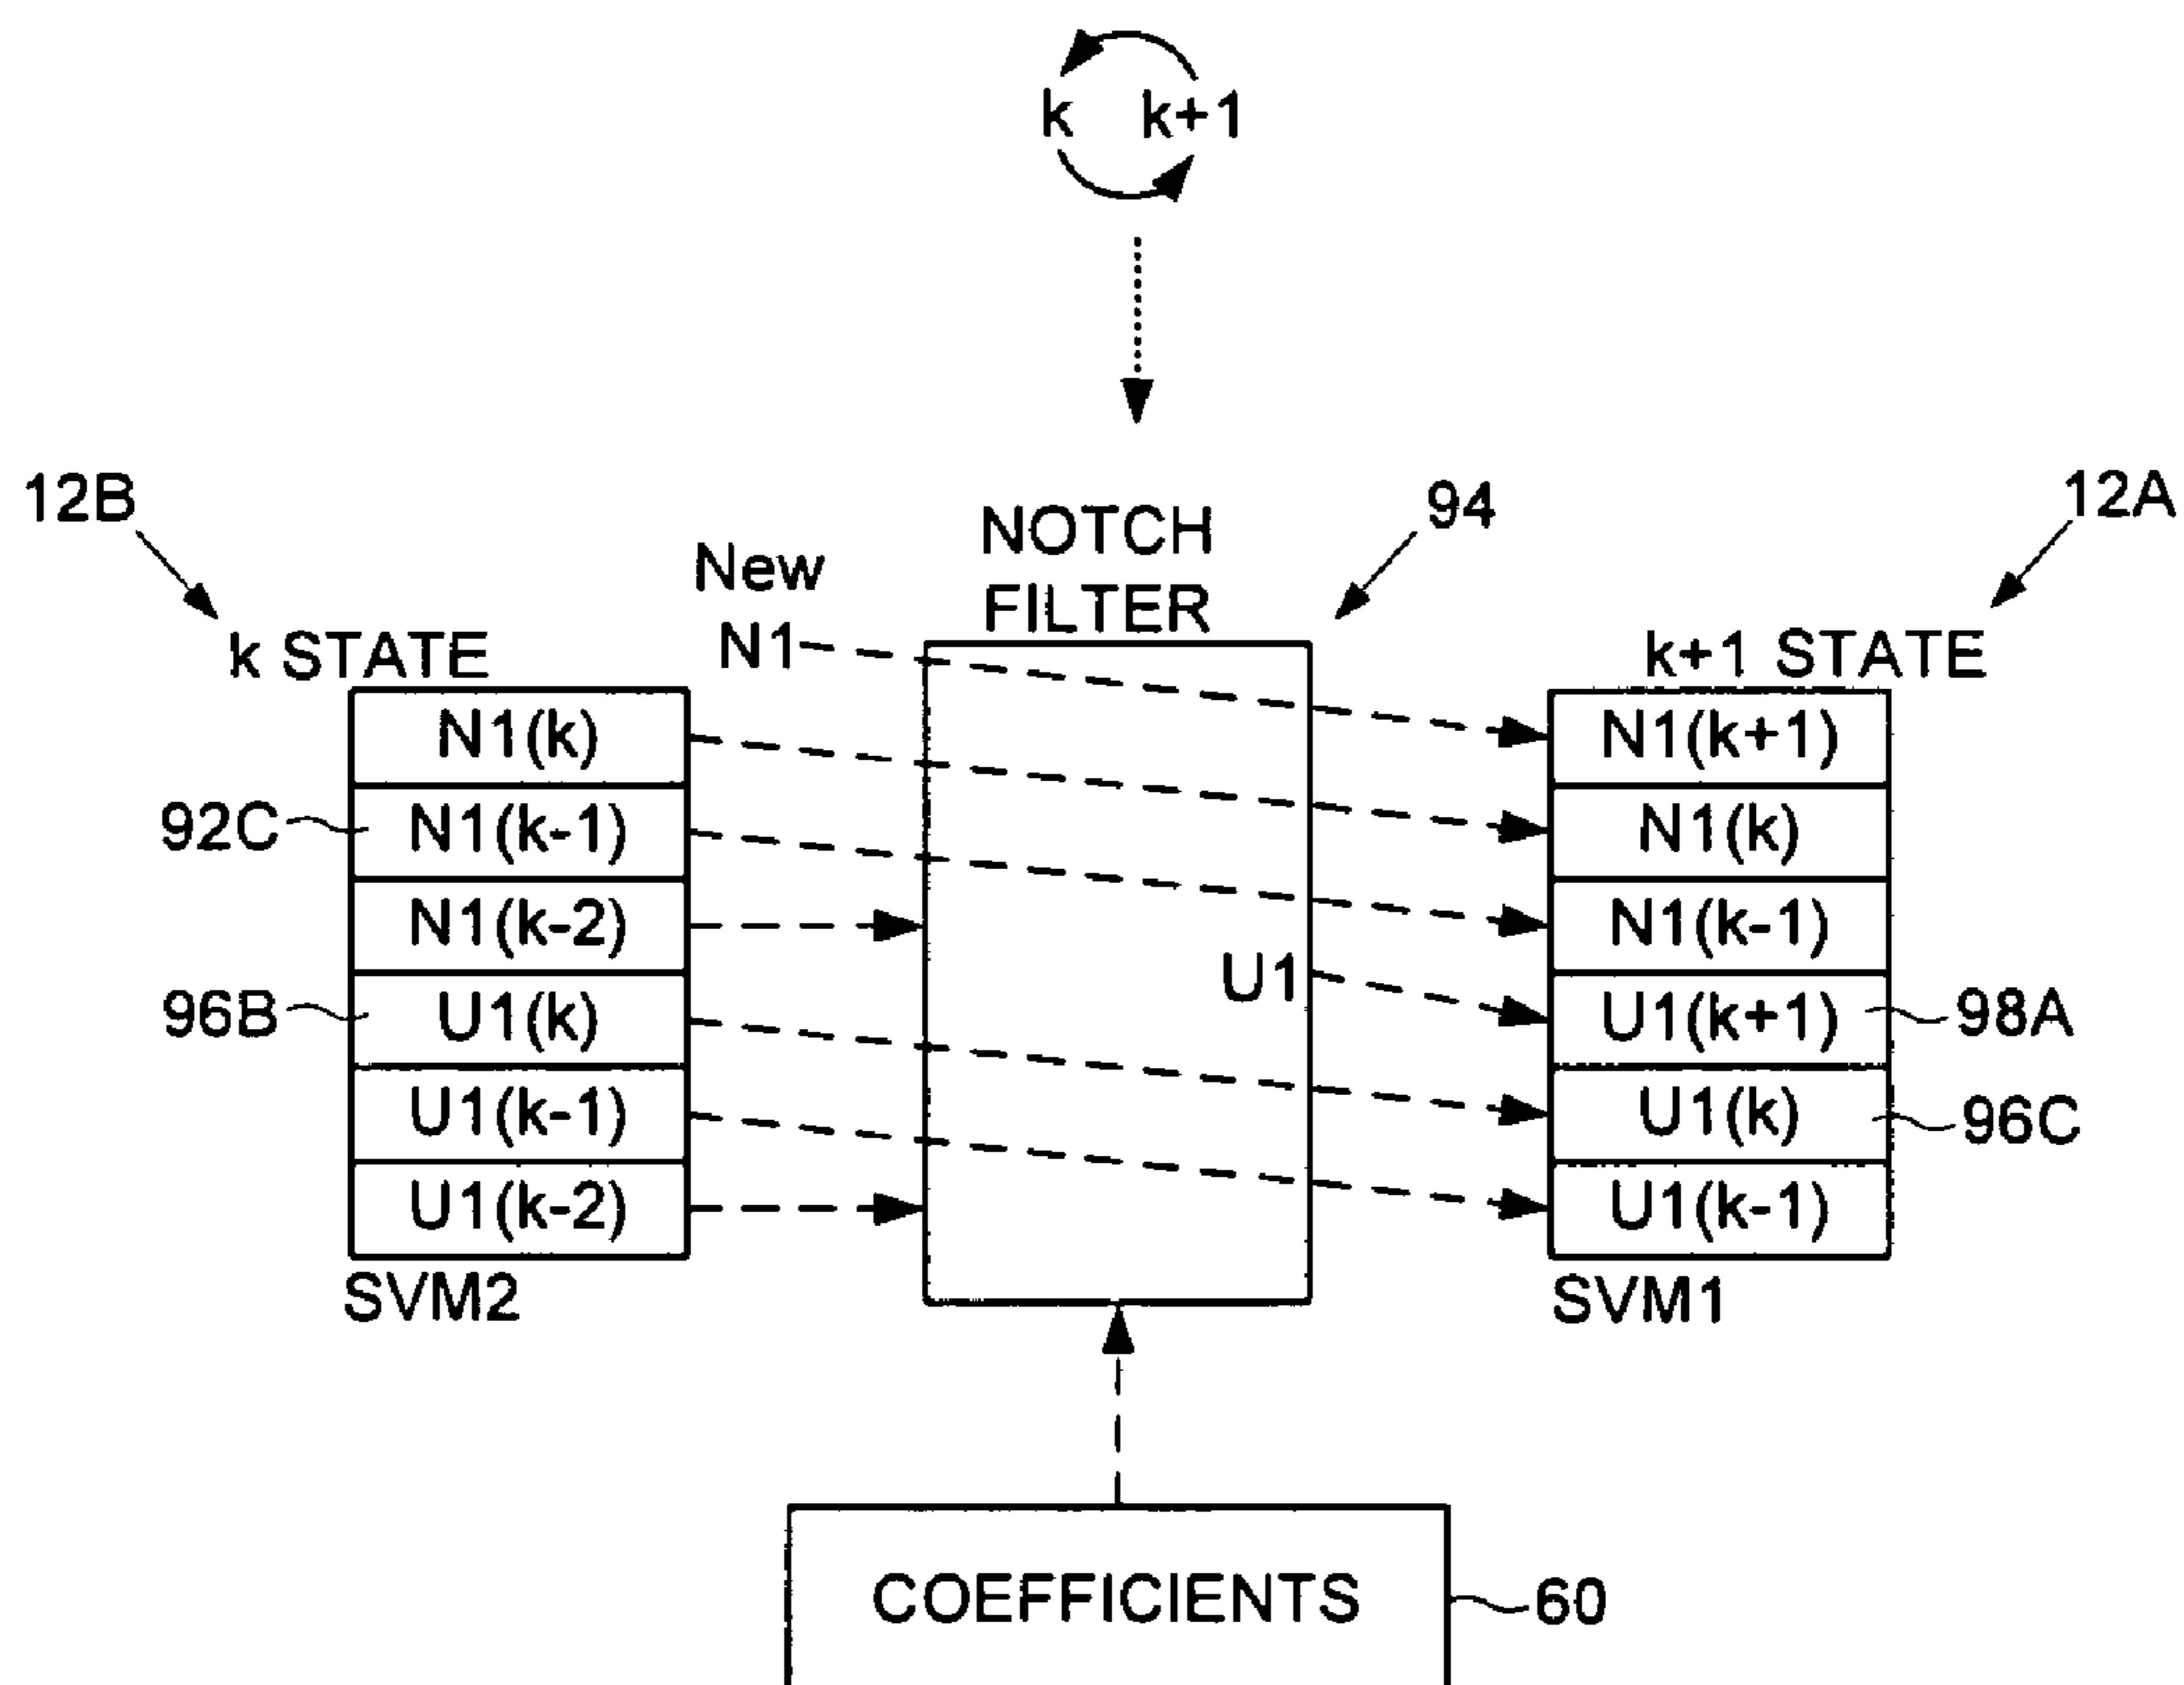 k k+1
12B
94
12A
NOTCH
FILTER
New
N1
k STATE
k+1 STATE
N1(k)
N1(k+1)
92C
N1(k-1)
N1(k)
N1(k-2)
N1(k-1)
U1
96B
U1(k)
U1(k+1)
98A
U1(k-1)
U1(k)
96C
U1(k-2)
U1(k-1)
SVM2
SVM1
COEFFICIENTS
60